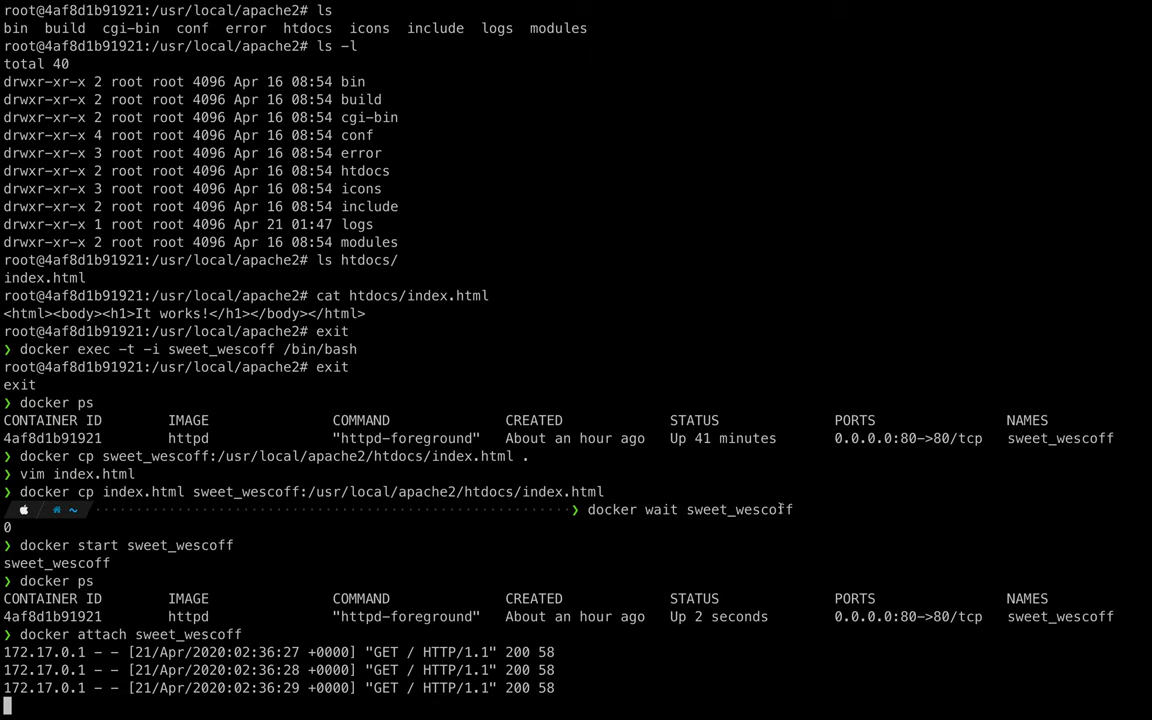 root@4af8d1b91921:/usr/local/apache2# ls
bin build cgi-bin conf error htdocs icons include logs modules
root@4af8d1b91921:/usr/local/apache2# ls -l
total 40
drwxr-xr-x 2 root root 4096 Apr 16 08:54 bin
drwxr-xr-x 2 root root 4096 Apr 16 08:54 build
drwxr-xr-x 2 root root 4096 Apr 16 08:54 cgi-bin
drwxr-xr-x 4 root root 4096 Apr 16 08:54 conf
drwxr-xr-x 3 root root 4096 Apr 16 08:54 error
drwxr-xr-x 2 root root 4096 Apr 16 08:54 htdocs
drwxr-xr-x 3 root root 4096 Apr 16 08:54 icons
drwxr-xr-x 2 root root 4096 Apr 16 08:54 include
drwxr-xr-x 1 root root 4096 Apr 21 01:47 logs
drwxr-xr-x 2 root root 4096 Apr 16 08:54 modules
root@4af8d1b91921:/usr/local/apache2# ls htdocs/
index.html
root@4af8d1b91921:/usr/local/apache2# cat htdocs/index.html
<html><body><h1>It works!</h1></body></html>
root@4af8d1b91921:/usr/local/apache2# exit
❯ docker exec -t -i sweet_wescoff /bin/bash
root@4af8d1b91921:/usr/local/apache2# exit
exit
❯ docker ps
CONTAINER ID IMAGE COMMAND CREATED STATUS PORTS NAMES
4af8d1b91921 httpd "httpd-foreground" About an hour ago Up 41 minutes 0.0.0.0:80->80/tcp sweet_wescoff
❯ docker cp sweet_wescoff:/usr/local/apache2/htdocs/index.html .
❯ vim index.html
❯ docker cp index.html sweet_wescoff:/usr/local/apache2/htdocs/index.html
~ ❯ docker wait sweet_wescoff
0
❯ docker start sweet_wescoff
sweet_wescoff
❯ docker ps
CONTAINER ID IMAGE COMMAND CREATED STATUS PORTS NAMES
4af8d1b91921 httpd "httpd-foreground" About an hour ago Up 2 seconds 0.0.0.0:80->80/tcp sweet_wescoff
❯ docker attach sweet_wescoff
172.17.0.1 - - [21/Apr/2020:02:36:27 +0000] "GET / HTTP/1.1" 200 58
172.17.0.1 - - [21/Apr/2020:02:36:28 +0000] "GET / HTTP/1.1" 200 58
172.17.0.1 - - [21/Apr/2020:02:36:29 +0000] "GET / HTTP/1.1" 200 58